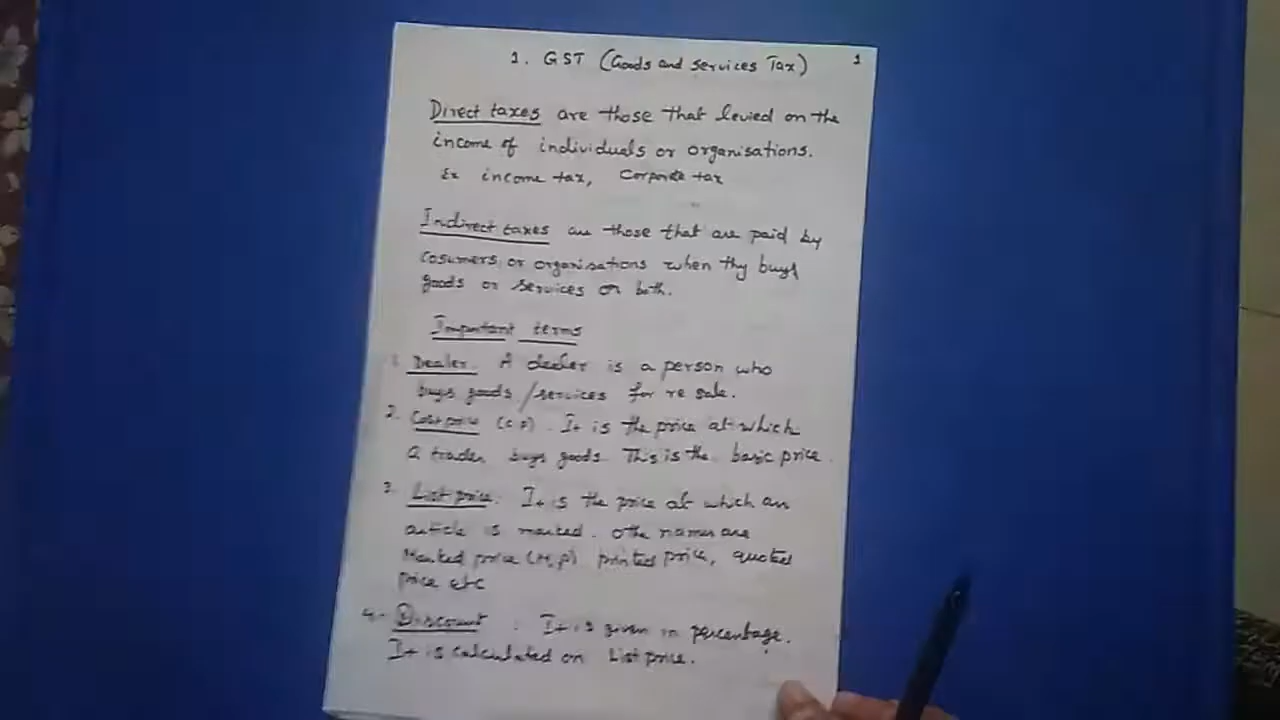 1. GST (Goods and services Tax) 1
Direct taxes are those that levied on the
income of individuals or organisations.
Ex income tax, Corporate tax
Indirect taxes are those that are paid by
cosumers, or organisations when thy buys
goods or services or both.
Important terms
1. Dealer. A dealer is a person who
buys goods/services for re sale.
2. Cost price (c.p). It is the price at which
a trader buys goods. This is the basic price.
3. List price. It is the price at which an
article is marked. Othe names are
Marked price (M.p) printed price, quoted
price etc
4. Discount : It is given in percentage.
It is calculated on List price.